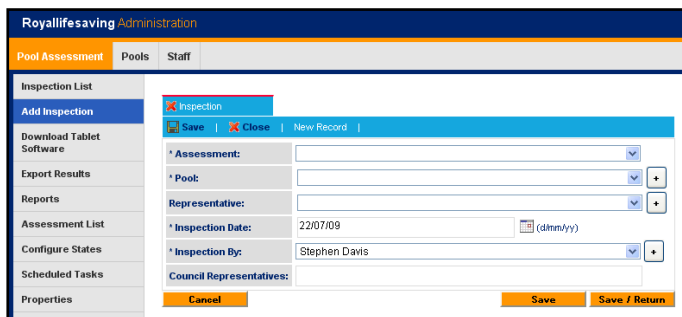 Royallifesaving Administration
Pool Assessment Pools Staff
Inspection List
Add Inspection
Download Tablet
Software
Export Results
Reports
Assessment List
Configure States
Scheduled Tasks
Properties
Inspection
Save | Close | New Record |
* Assessment:
* Pool: +
Representative: +
* Inspection Date: 22/07/09 (d/mm/yy)
* Inspection By: Stephen Davis +
Council Representatives:
Cancel Save Save / Return